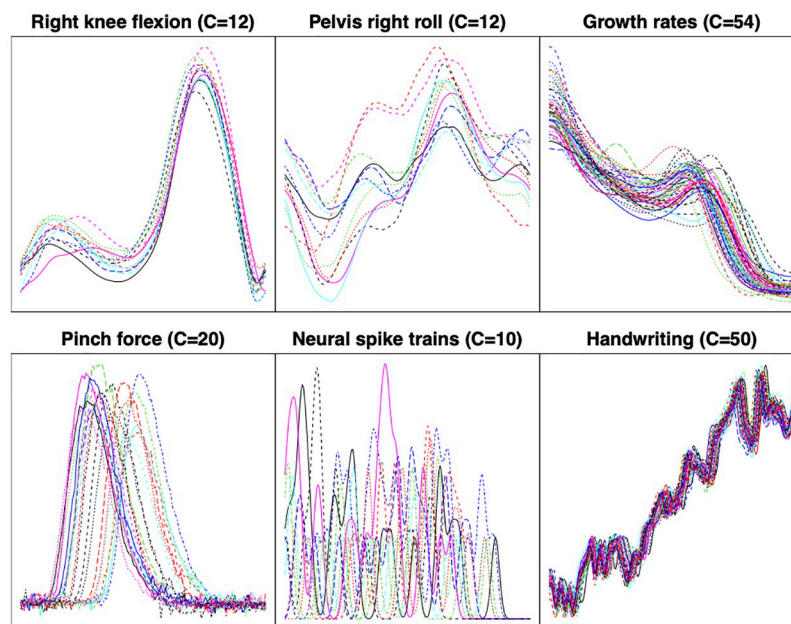 Right knee flexion (C=12)
Pelvis right roll (C=12)
Growth rates (C=54)
Pinch force (C=20)
Neural spike trains (C=10)
Handwriting (C=50)